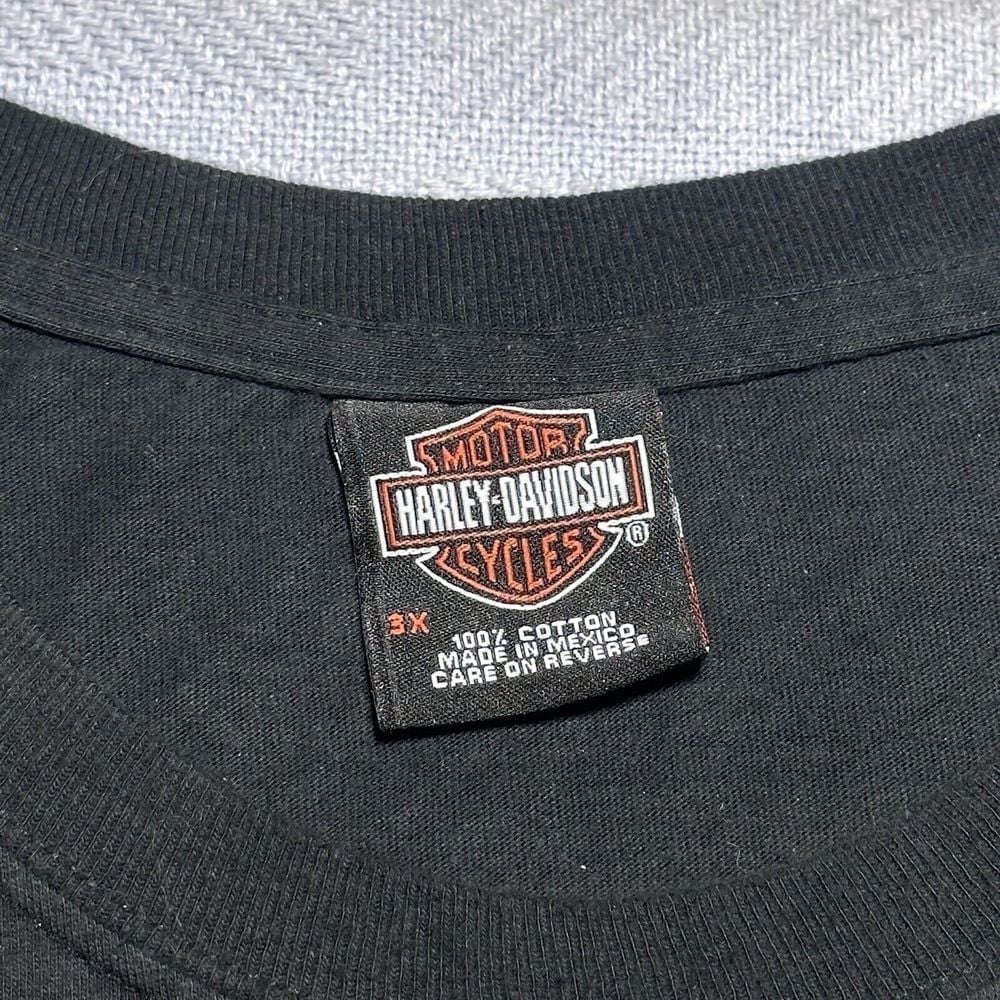 MOTOR
HARLEY-DAVIDSON
CYCLES
®
3X
100% COTTON
MADE IN MEXICO
CARE ON REVERSE